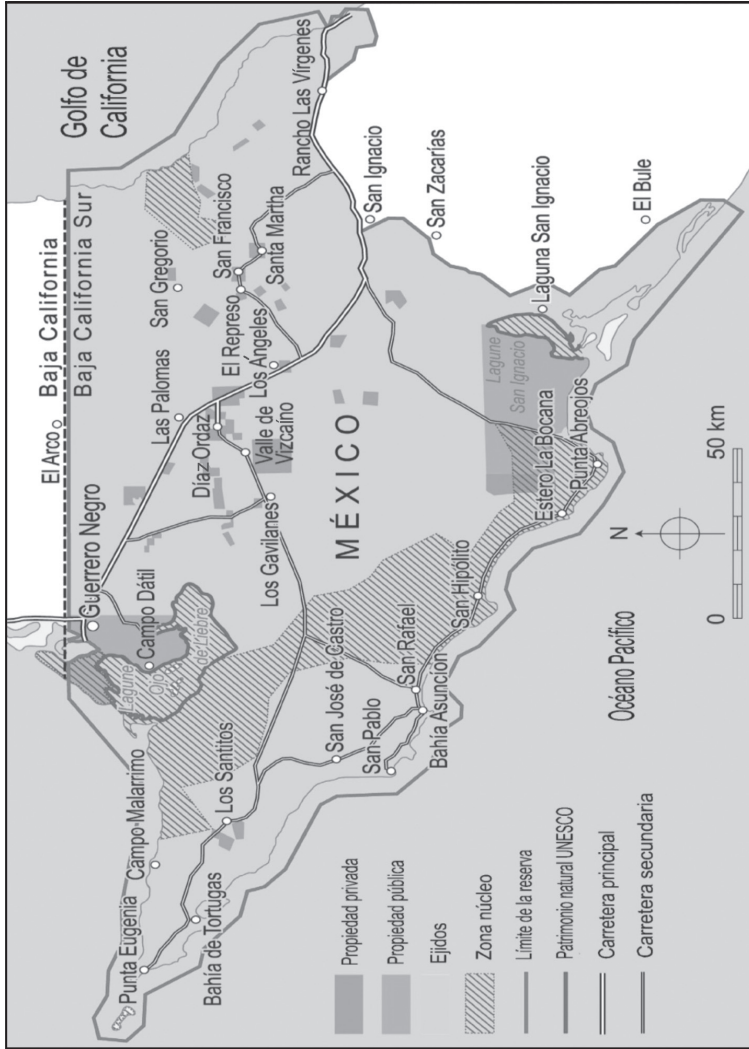 Golfo de
California
Baja California
Baja California Sur
El Arco
Guerrero Negro
Las Palomas
San Gregorio
San Francisco
Santa Martha
Rancho Las Vírgenes
El Represo
Los Ángeles
Díaz Ordaz
Valle de
Vizcaíno
Campo Dátil
Lagune
Ojo
de Liebre
Los Gavilanes
MÉXICO
San Ignacio
San Zacarías
Punta Eugenia
Campo Malarrimo
Bahía de Tortugas
Los Santitos
San José de Castro
San Pablo
San Rafael
Bahía Asunción
San Hipólito
Lagune
San Ignacio
Laguna San Ignacio
Estero La Bocana
Punta Abreojos
El Bule
Océano Pacífico
N
0
50 km
Propiedad privada
Propiedad pública
Ejidos
Zona núcleo
Límite de la reserva
Patrimonio natural UNESCO
Carretera principal
Carretera secundaria